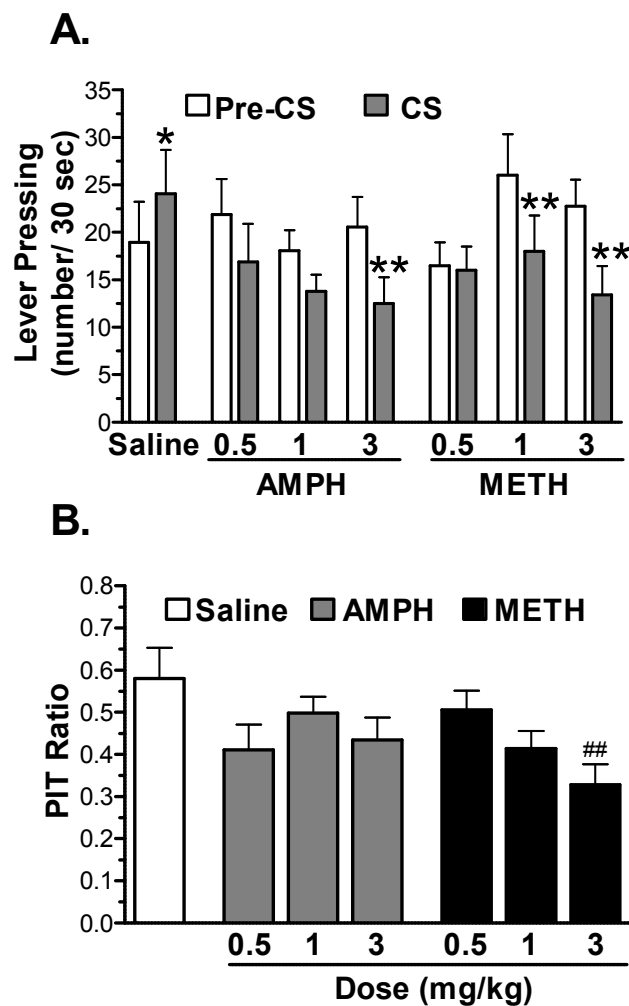 A.
35
30
25
20
15
10
5
0
Lever Pressing
(number/ 30 sec)
Pre-CS CS
*
**
**
**
Saline 0.5 1 3 0.5 1 3
AMPH METH
B.
0.8
0.7
0.6
0.5
0.4
0.3
0.2
0.1
0.0
PIT Ratio
Saline AMPH METH
##
0.5 1 3 0.5 1 3
Dose (mg/kg)